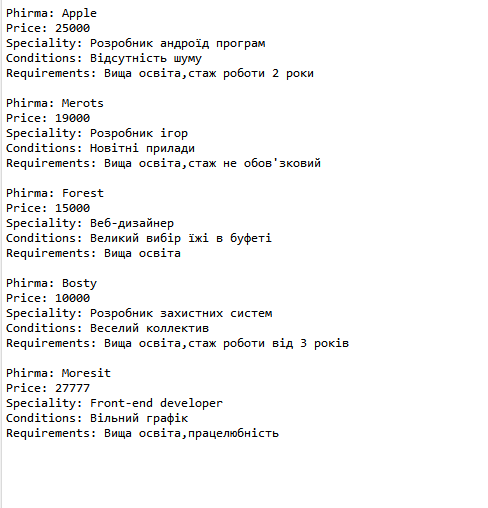 Phirma: Apple
Price: 25000
Speciality: Розробник андроїд програм
Conditions: Відсутність шуму
Requirements: Вища освіта,стаж роботи 2 роки
Phirma: Merots
Price: 19000
Speciality: Розробник ігор
Conditions: Новітні прилади
Requirements: Вища освіта,стаж не обов'зковий
Phirma: Forest
Price: 15000
Speciality: Веб-дизайнер
Conditions: Великий вибір їжі в буфеті
Requirements: Вища освіта
Phirma: Bosty
Price: 10000
Speciality: Розробник захистних систем
Conditions: Веселий коллектив
Requirements: Вища освіта,стаж роботи від 3 років
Phirma: Moresit
Price: 27777
Speciality: Front-end developer
Conditions: Вільний графік
Requirements: Вища освіта,працелюбність